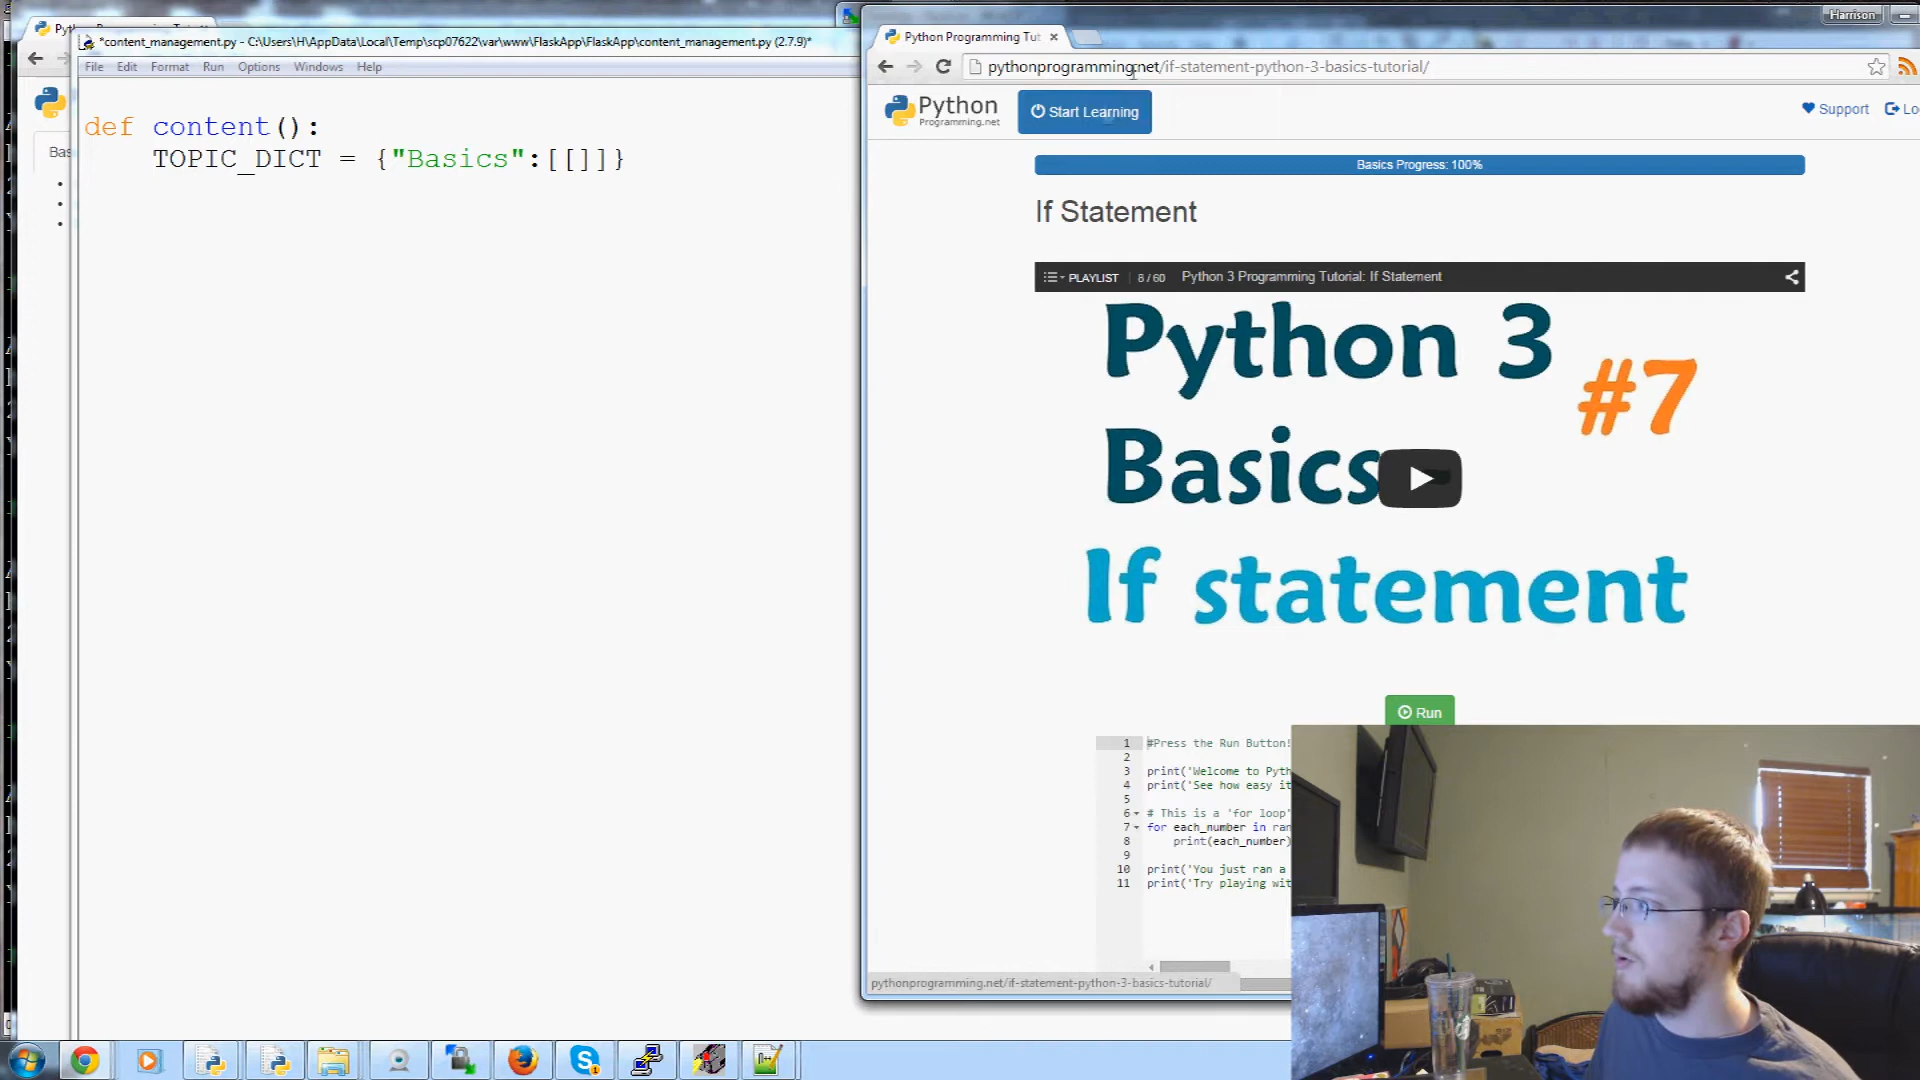 *content_management.py - C:\Users\H\AppData\Local\Temp\scp07622\var\www\FlaskApp\FlaskApp\content_management.py (2.7.9)*
File Edit Format Run Options Windows Help
def content():
TOPIC_DICT = {"Basics":[[]]}
Bas
Harrison
Python Programming Tut
pythonprogramming.net/if-statement-python-3-basics-tutorial/
Python
Programming.net
Start Learning
Support
Lo
Basics Progress: 100%
If Statement
PLAYLIST 8/60 Python 3 Programming Tutorial: If Statement
Python 3
#7
Basics
If statement
Run
1 #Press the Run Button!
2
3 print('Welcome to Pyth
4 print('See how easy it
5
6 # This is a 'for loop'
7 for each_number in ran
8 print(each_number)
9
10 print('You just ran a
11 print('Try playing wit
pythonprogramming.net/if-statement-python-3-basics-tutorial/